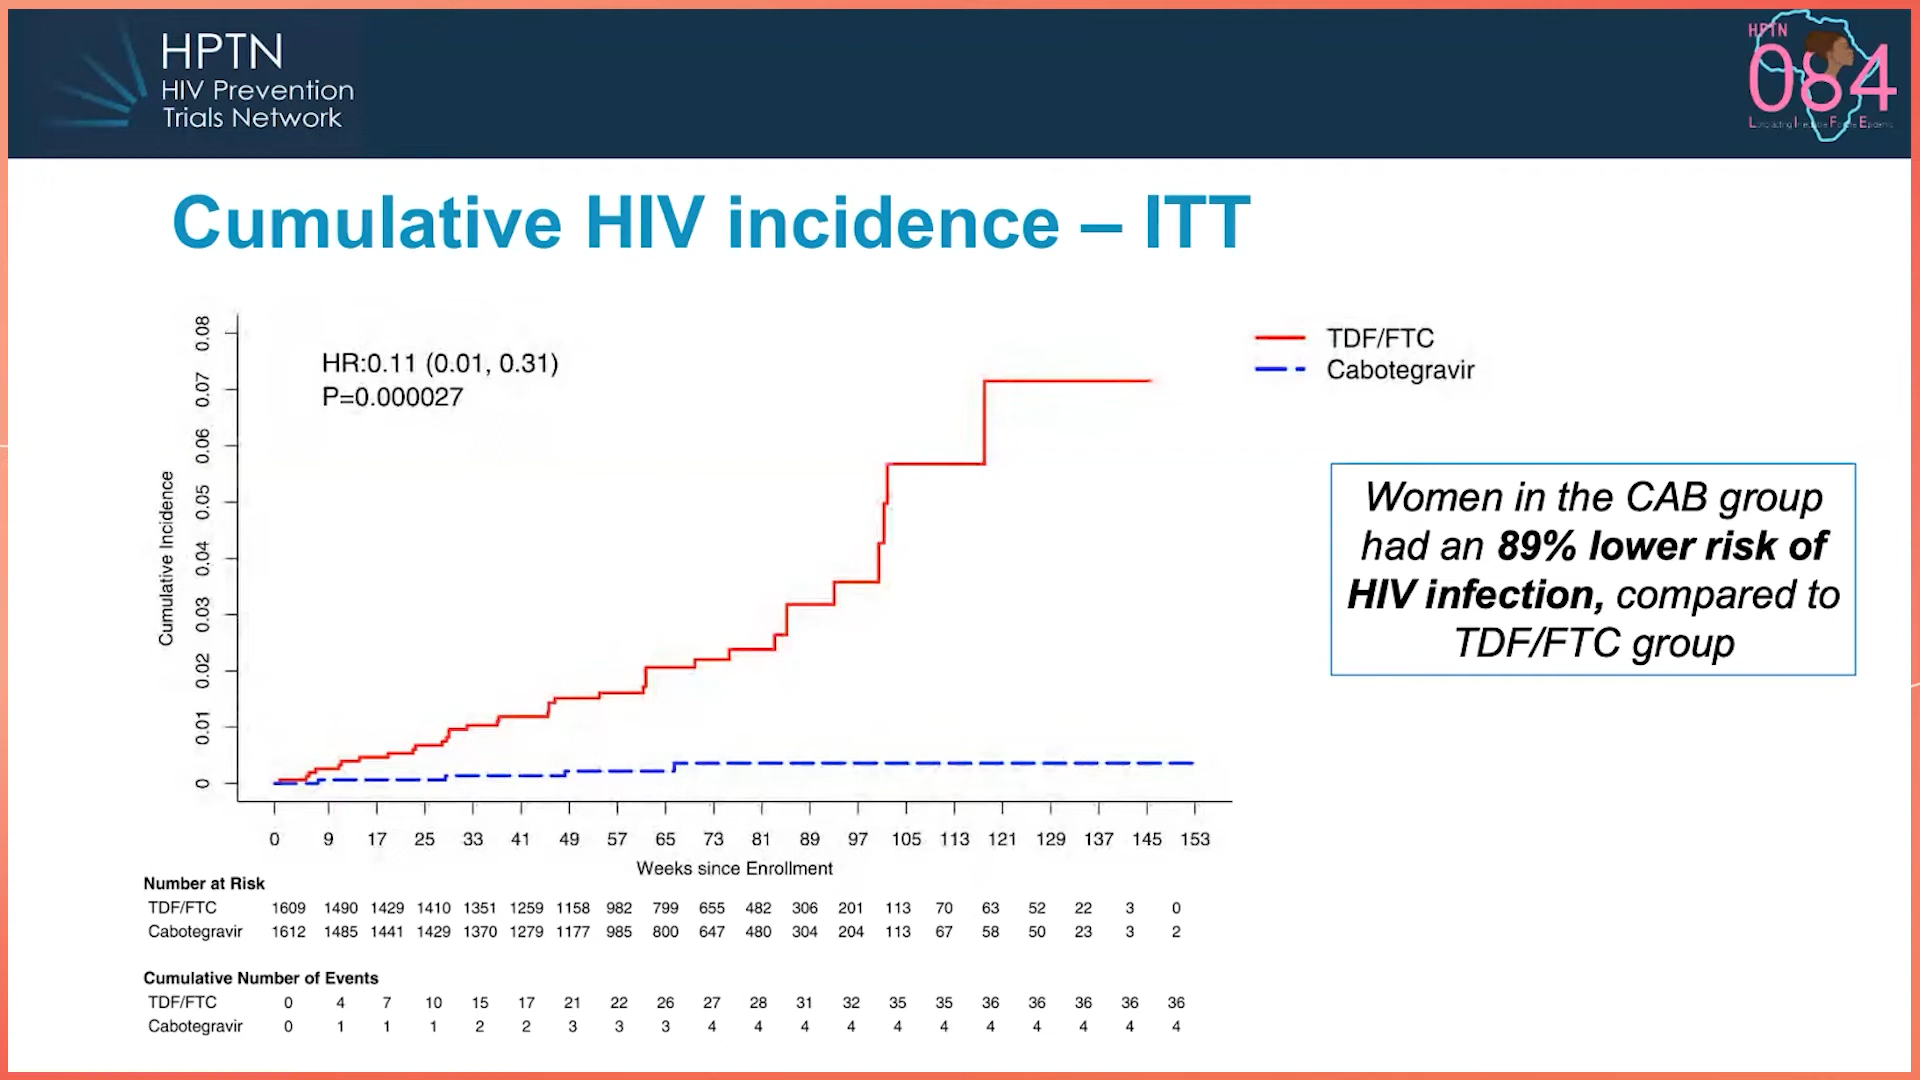 HPTN
HIV Prevention
Trials Network
HPTN
084
Cumulative HIV incidence – ITT
HR:0.11 (0.01, 0.31)
P=0.000027
TDF/FTC
Cabotegravir
Women in the CAB group
had an 89% lower risk of
HIV infection, compared to
TDF/FTC group
Cumulative Incidence
0.08
0.07
0.06
0.05
0.04
0.03
0.02
0.01
0
0 9 17 25 33 41 49 57 65 73 81 89 97 105 113 121 129 137 145 153
Weeks since Enrollment
Number at Risk
TDF/FTC 1609 1490 1429 1410 1351 1259 1158 982 799 655 482 306 201 113 70 63 52 22 3 0
Cabotegravir 1612 1485 1441 1429 1370 1279 1177 985 800 647 480 304 204 113 67 58 50 23 3 2
Cumulative Number of Events
TDF/FTC 0 4 7 10 15 17 21 22 26 27 28 31 32 35 35 36 36 36 36 36
Cabotegravir 0 1 1 1 2 2 3 3 3 4 4 4 4 4 4 4 4 4 4 4